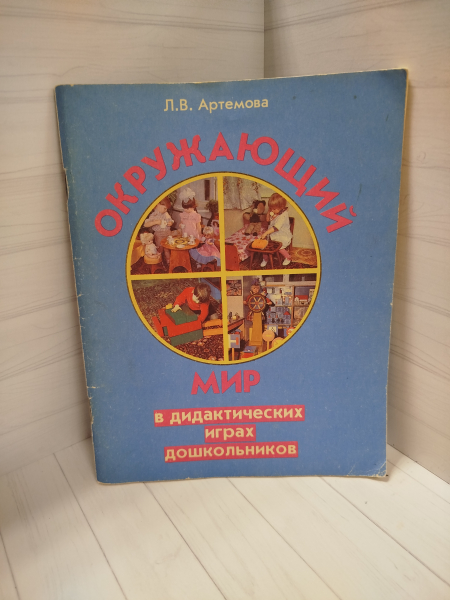 Л.В. Артемова
ОКРУЖАЮЩИЙ
МИР
в дидактических
играх
дошкольников